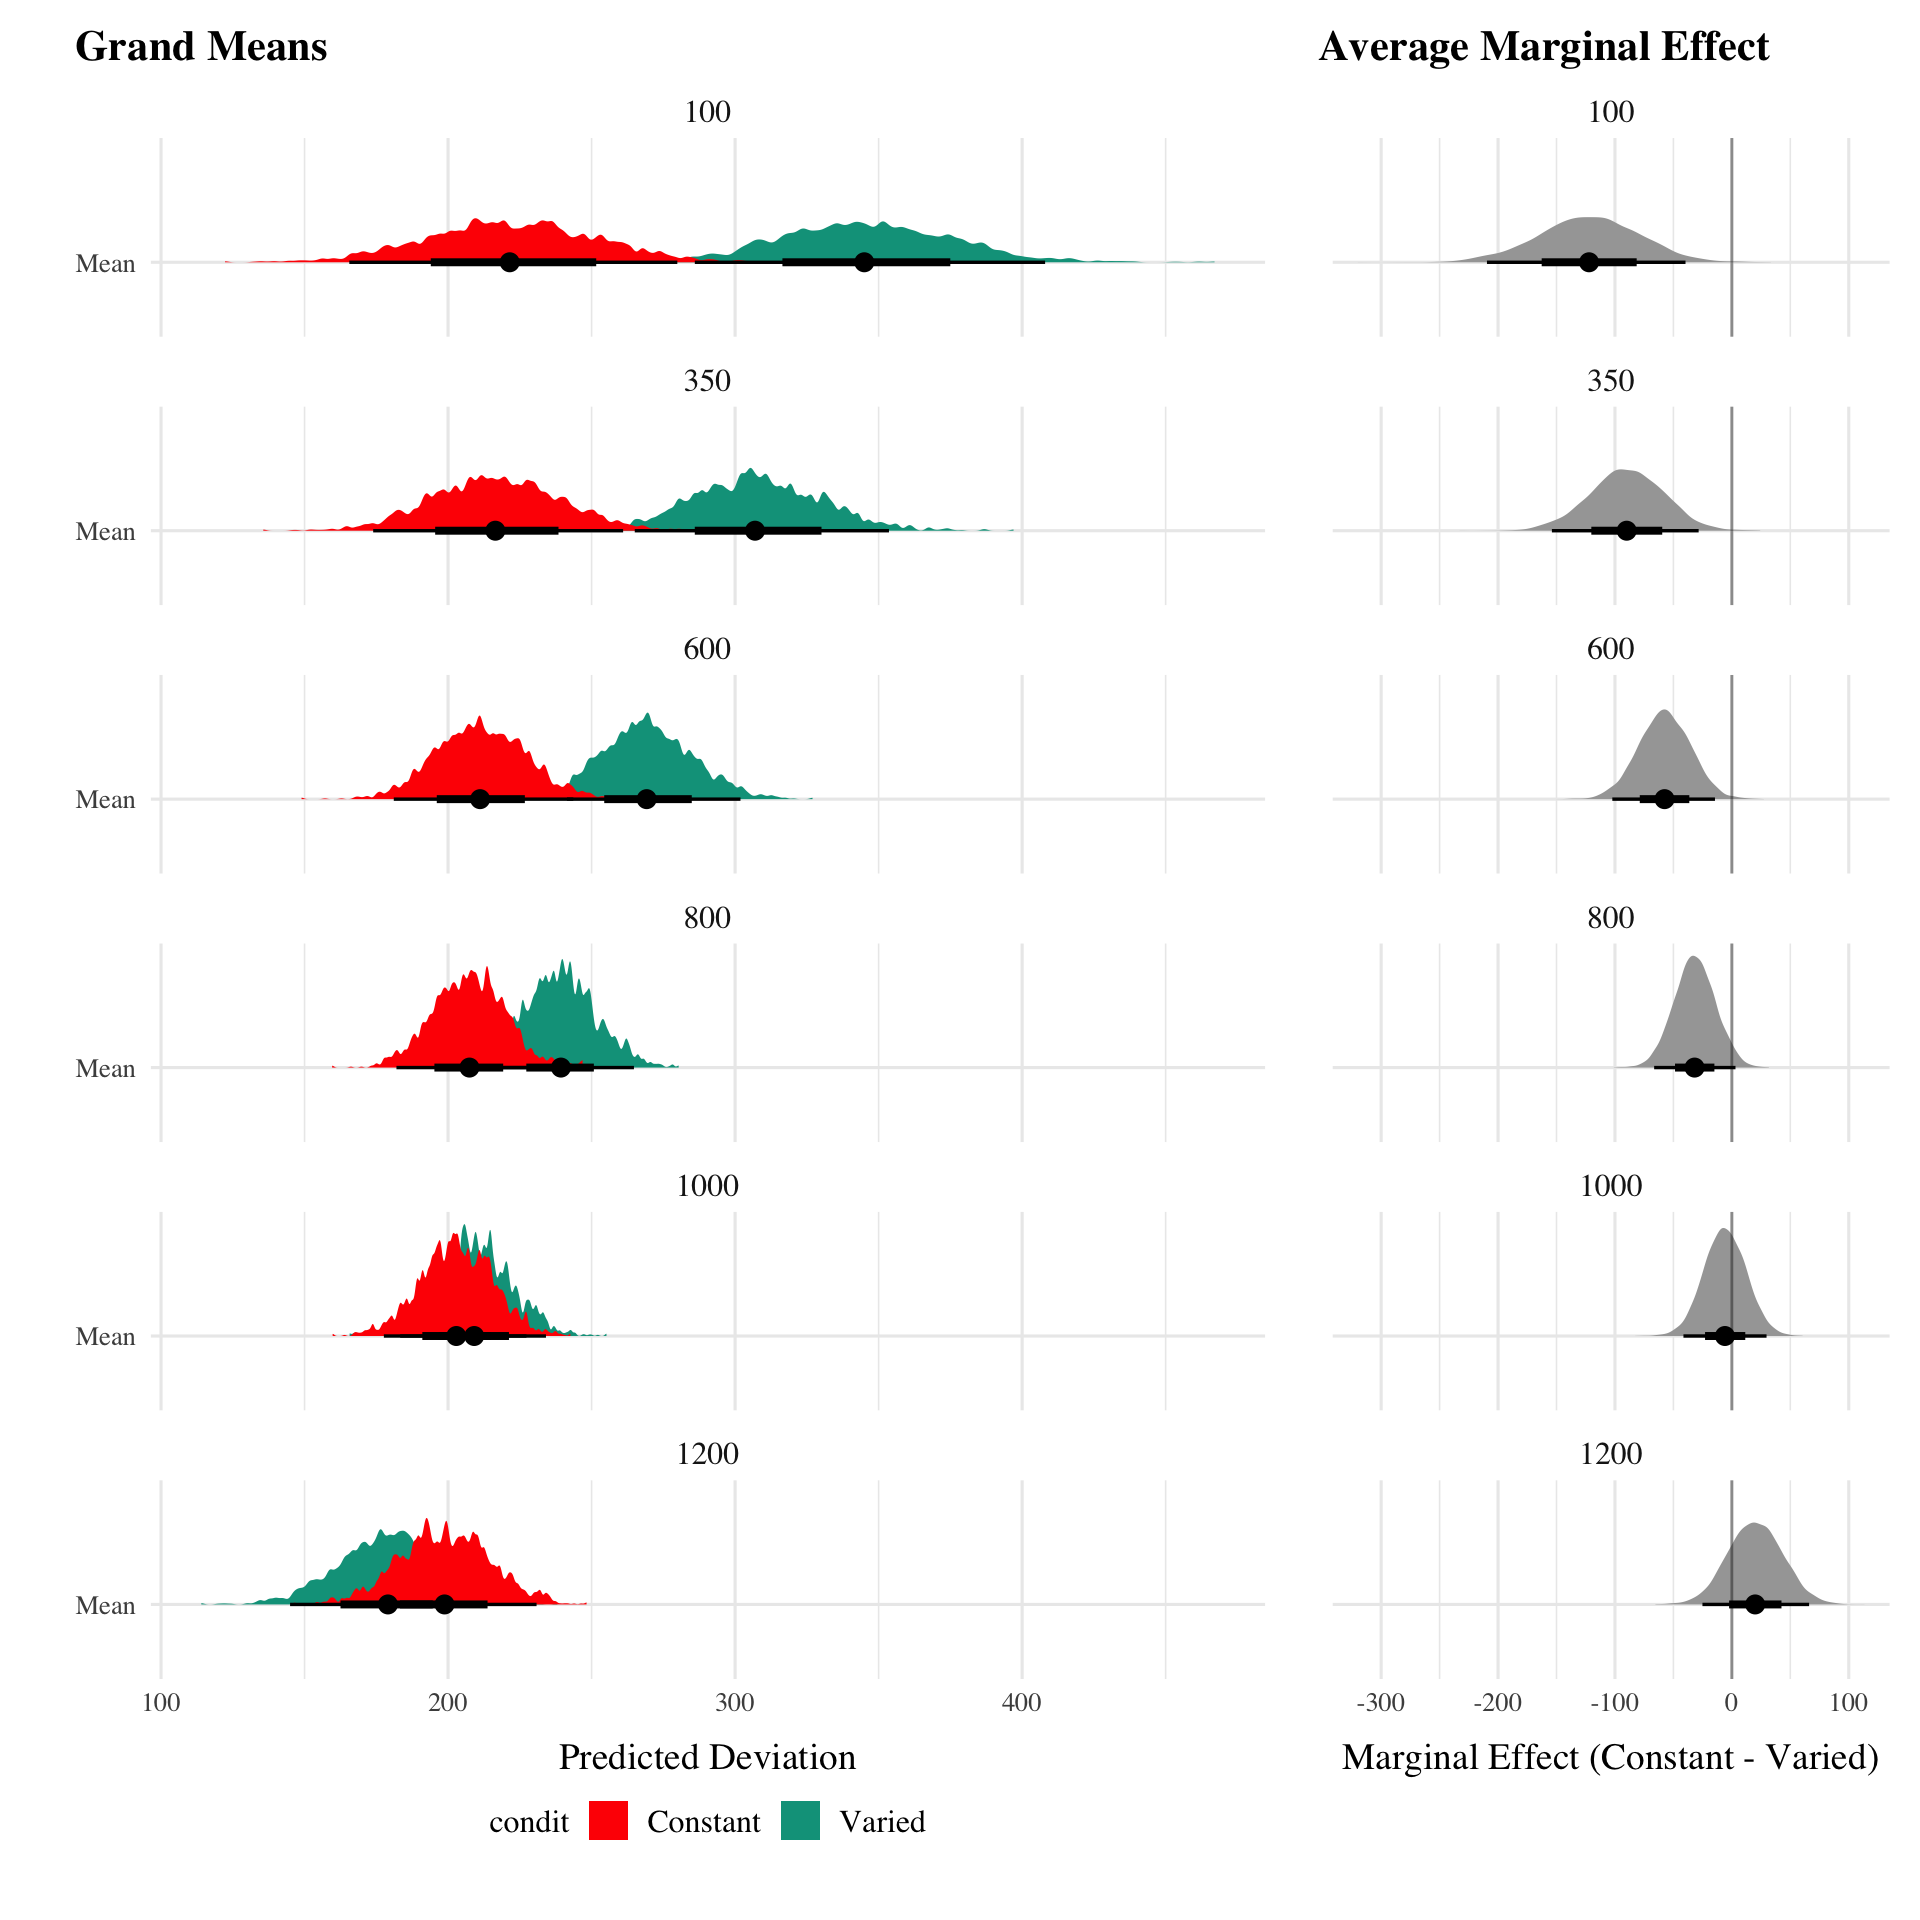 Grand Means
Average Marginal Effect
100
100
Mean
350
350
Mean
600
600
Mean
800
800
Mean
1000
1000
Mean
1200
1200
Mean
100 200 300 400
-300 -200 -100 0 100
Predicted Deviation
Marginal Effect (Constant - Varied)
condit Constant Varied